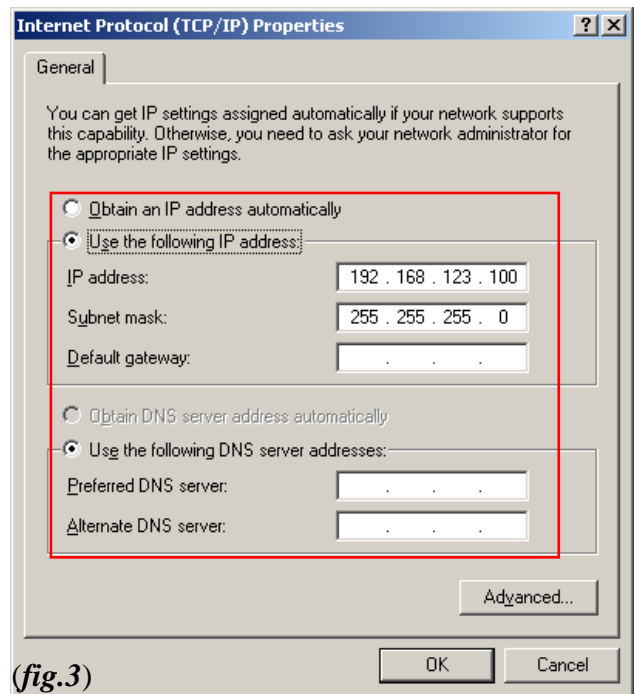 Internet Protocol (TCP/IP) Properties
General
You can get IP settings assigned automatically if your network supports
this capability. Otherwise, you need to ask your network administrator for
the appropriate IP settings.
Obtain an IP address automatically
Use the following IP address:
IP address: 192 . 168 . 123 . 100
Subnet mask: 255 . 255 . 255 . 0
Default gateway: . . .
Obtain DNS server address automatically
Use the following DNS server addresses:
Preferred DNS server: . . .
Alternate DNS server: . . .
Advanced...
OK Cancel
(fig.3)